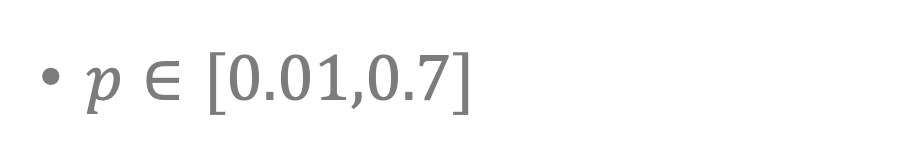 • p ∈ [0.01,0.7]